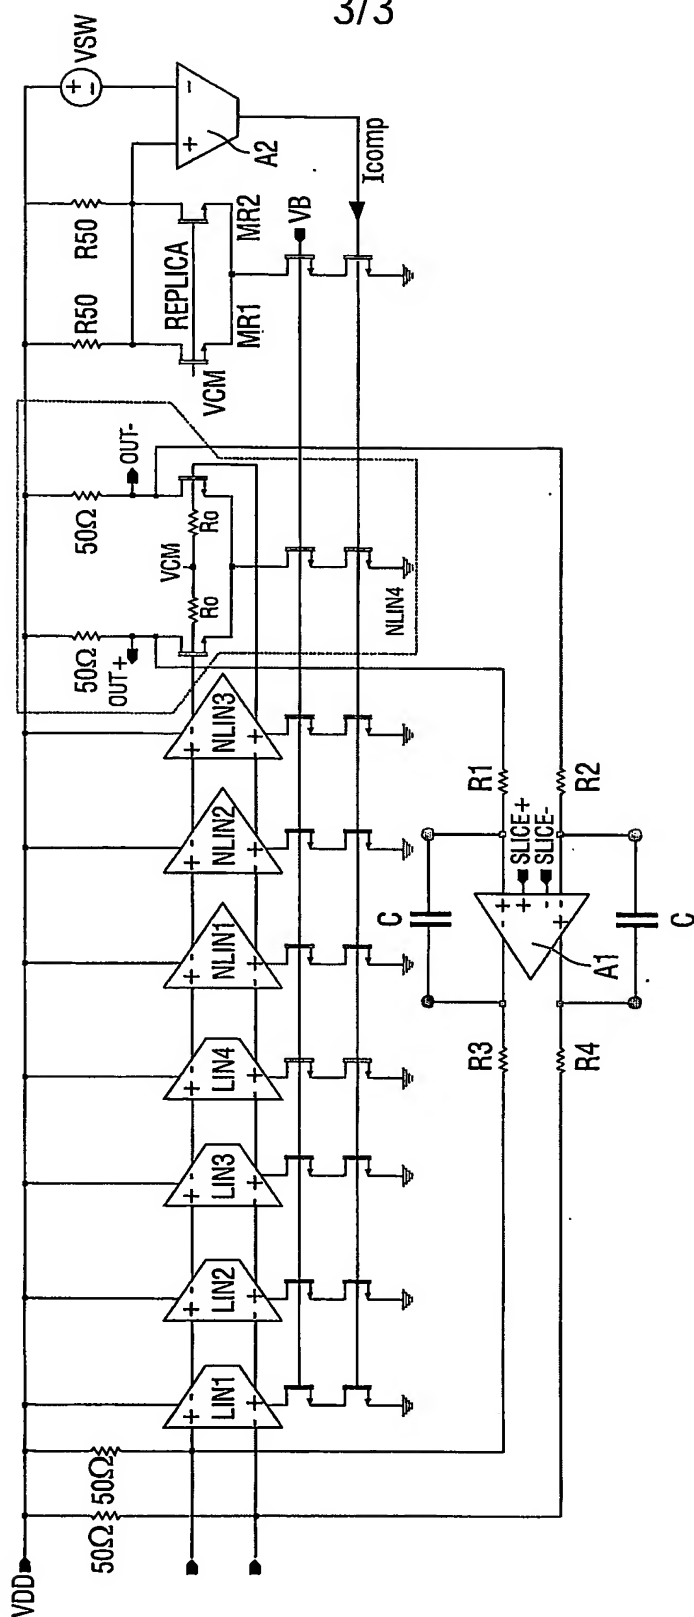 3/3
VDD
50Ω
50Ω
LIN1
LIN2
LIN3
LIN4
NLIN1
NLIN2
NLIN3
NLIN4
50Ω
50Ω
OUT+
OUT-
VCM
Ro
Ro
R50
R50
REPLICA
VCM
MR1
MR2
VSW
A2
VB
Icomp
R1
R2
R3
R4
C
C
SLICE+
SLICE-
A1